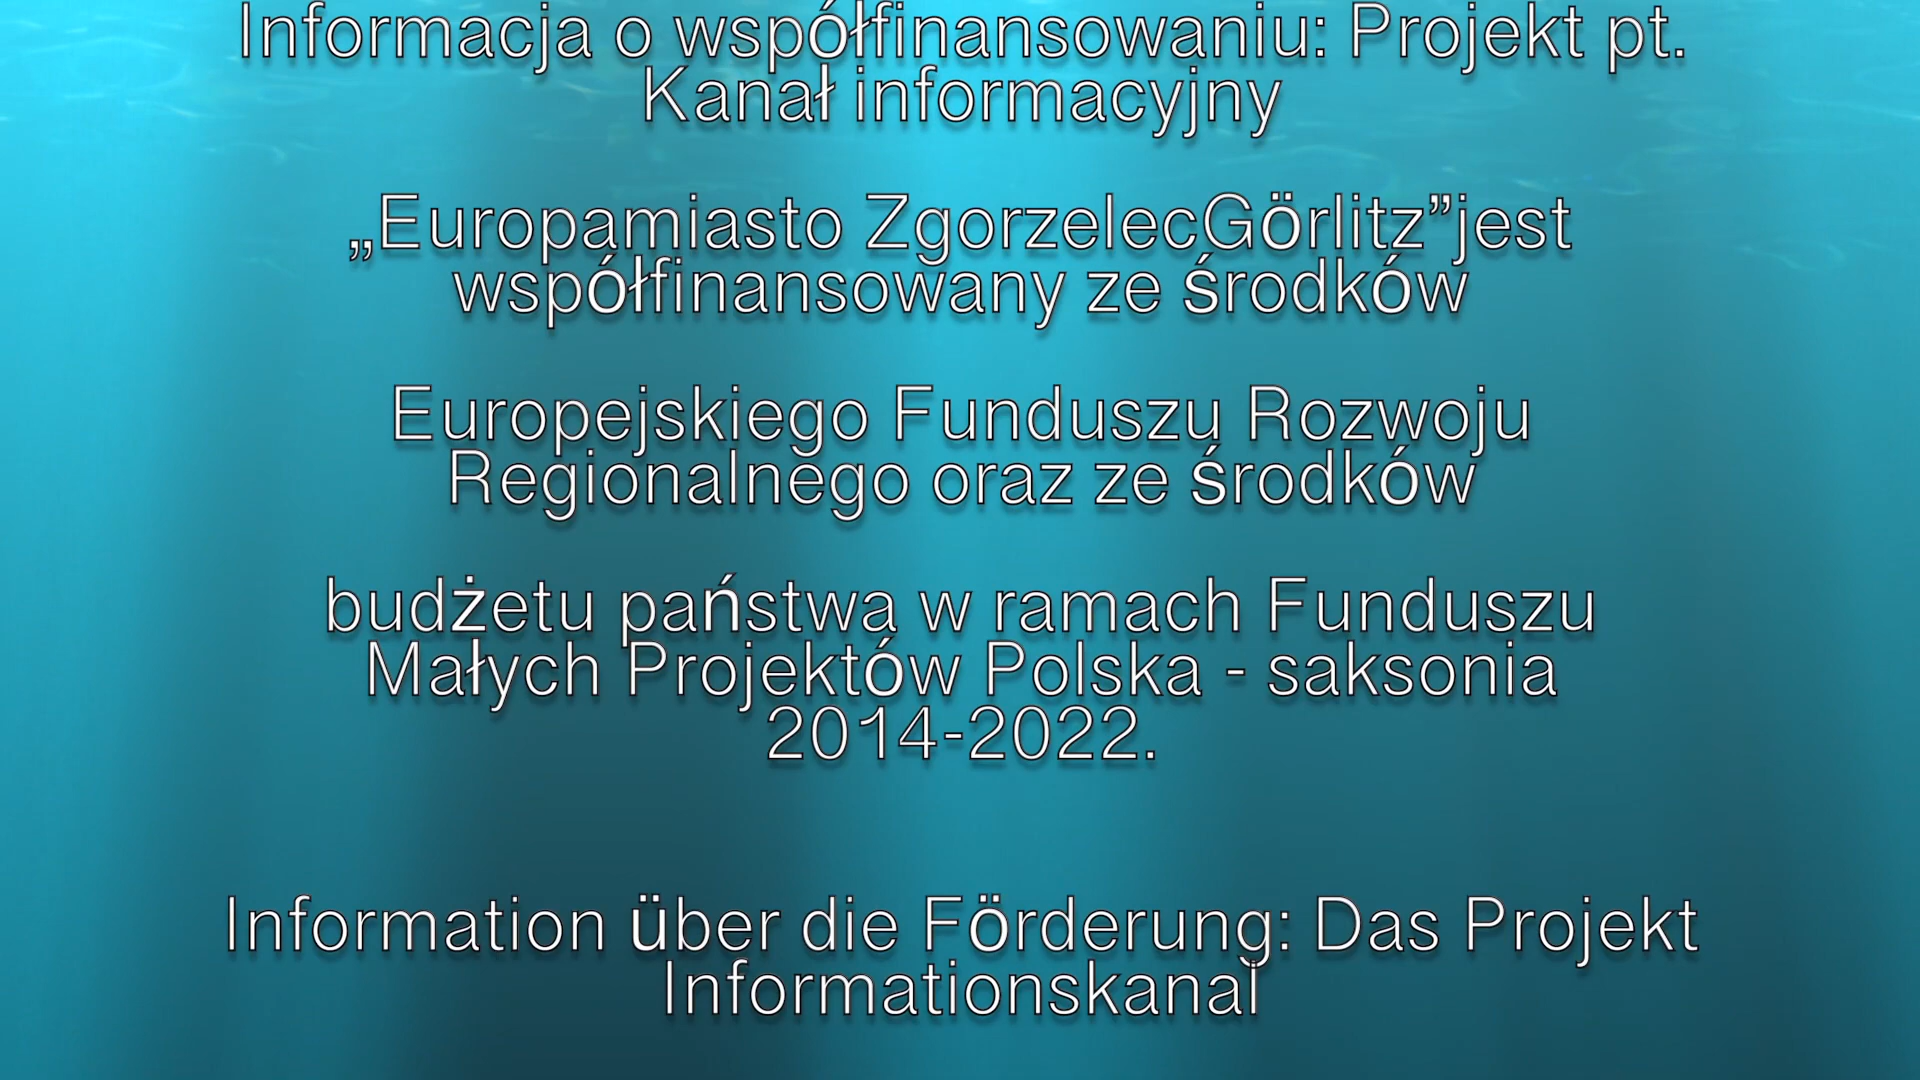 Informacja o współfinansowaniu: Projekt pt.
Kanał informacyjny
„Europamiasto ZgorzelecGörlitz”jest
współfinansowany ze środków
Europejskiego Funduszu Rozwoju
Regionalnego oraz ze środków
budżetu państwa w ramach Funduszu
Małych Projektów Polska - saksonia
2014-2022.
Information über die Förderung: Das Projekt
Informationskanal